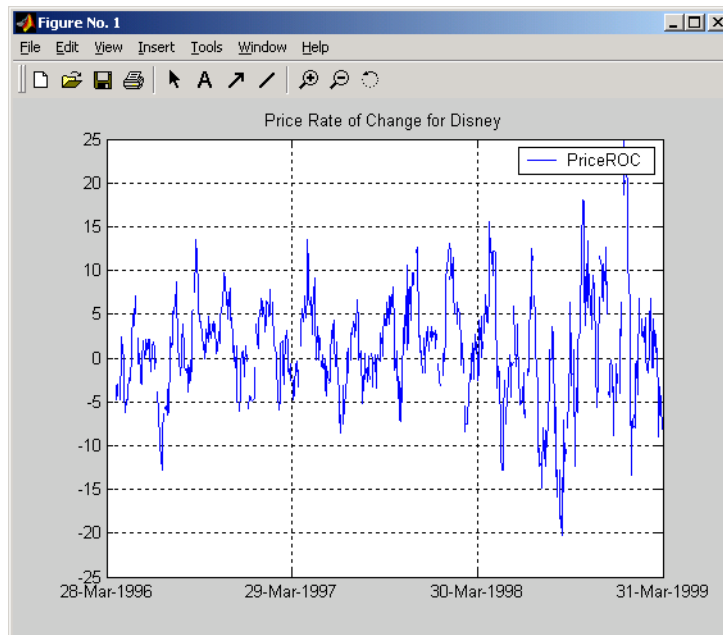 Figure No. 1
File Edit View Insert Tools Window Help
A
Price Rate of Change for Disney
PriceROC
25
20
15
10
5
0
-5
-10
-15
-20
-25
28-Mar-1996 29-Mar-1997 30-Mar-1998 31-Mar-1999